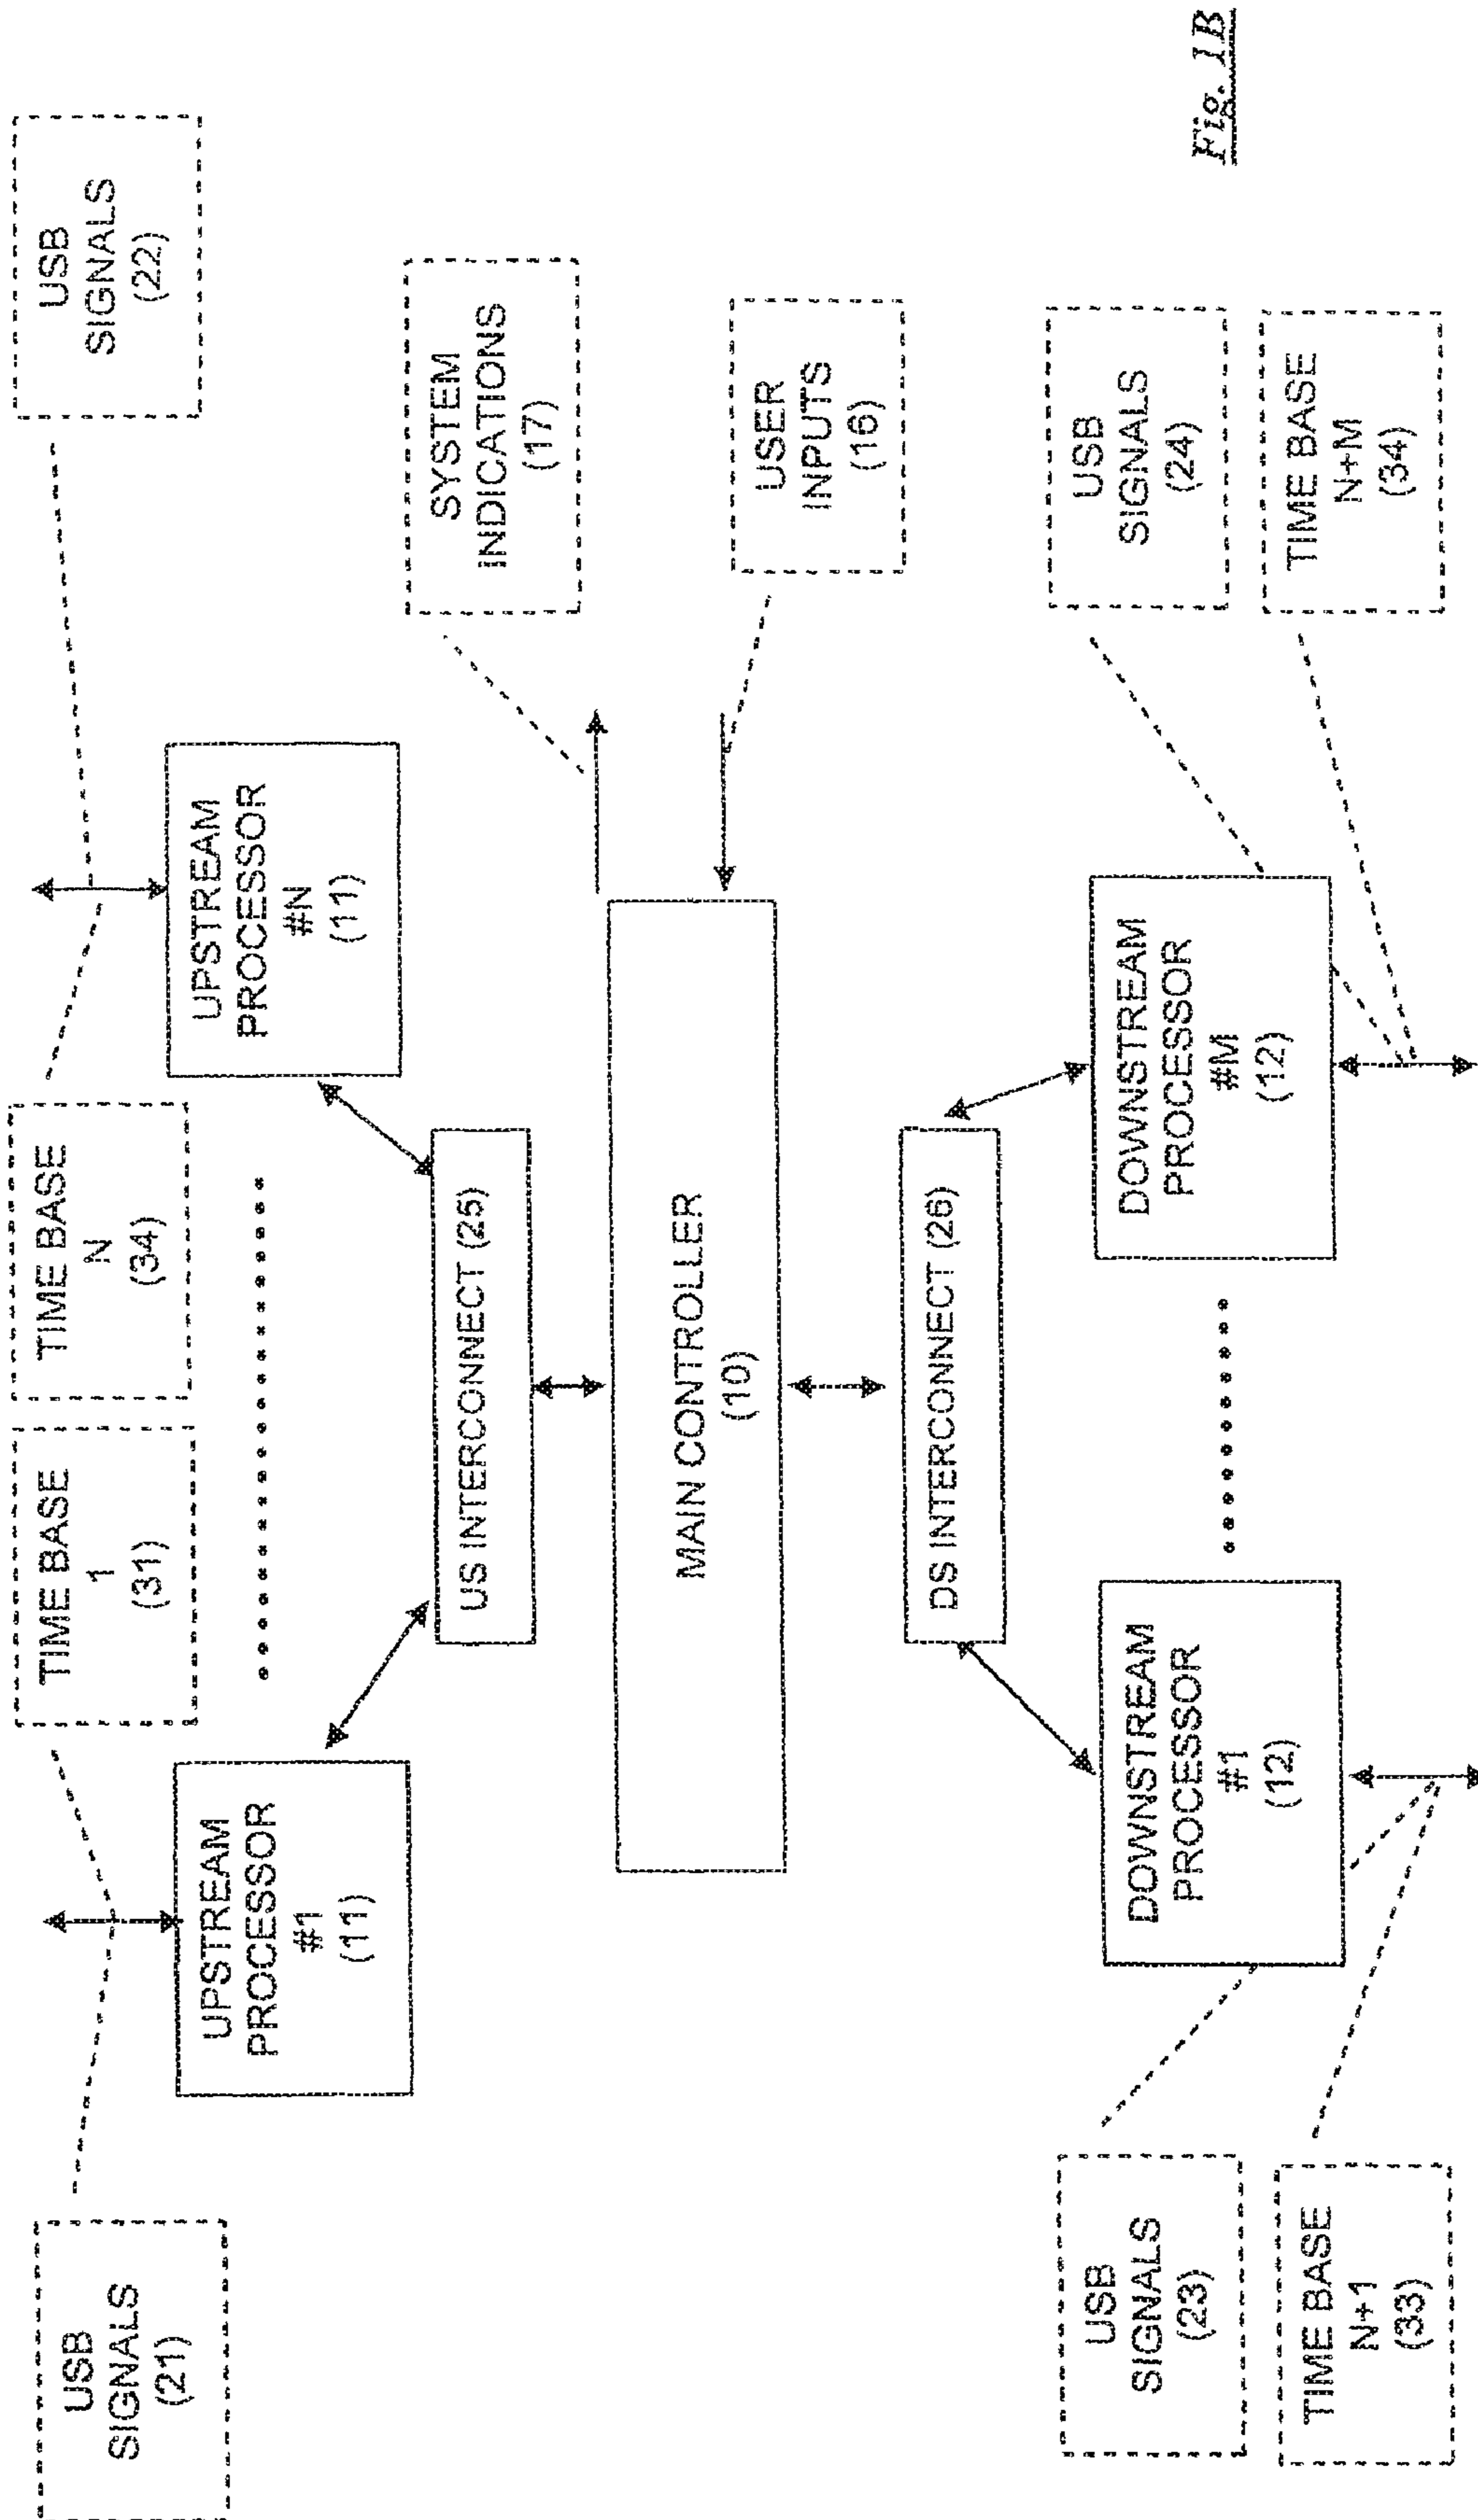 USB
SIGNALS
(21)
TIME BASE
1
(31)
TIME BASE
N
(34)
USB
SIGNALS
(22)
UPSTREAM
PROCESSOR
#1
(11)
UPSTREAM
PROCESSOR
#N
(11)
US INTERCONNECT (25)
SYSTEM
INDICATIONS
(17)
MAIN CONTROLLER
(10)
USER
INPUTS
(16)
DS INTERCONNECT (26)
USB
SIGNALS
(23)
TIME BASE
N+1
(33)
DOWNSTREAM
PROCESSOR
#1
(12)
DOWNSTREAM
PROCESSOR
#M
(12)
USB
SIGNALS
(24)
TIME BASE
N+M
(34)
Fig. 1B